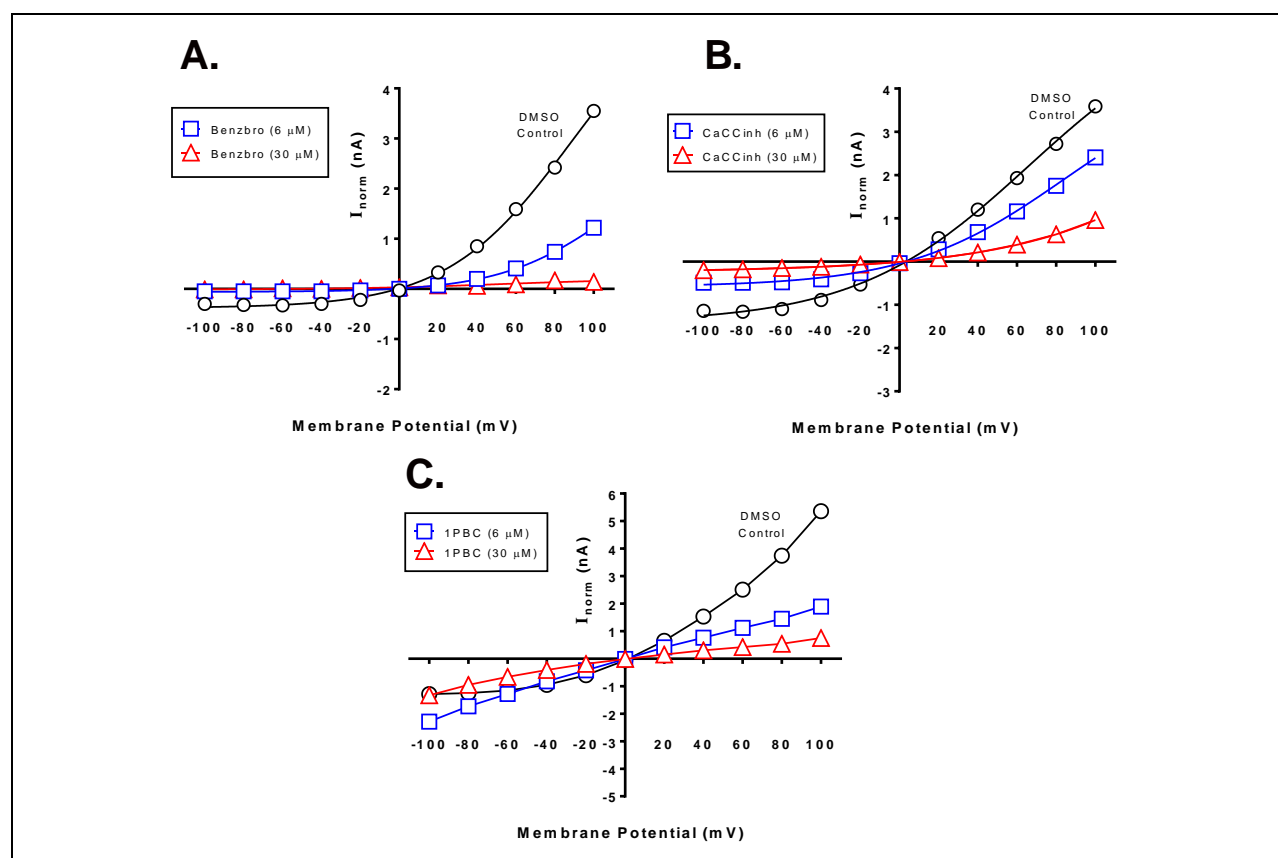 A.
Benzbro (6 μM)
Benzbro (30 μM)
DMSO
Control
I norm (nA)
4
3
2
1
-1
-2
-100 -80 -60 -40 -20 20 40 60 80 100
Membrane Potential (mV)
B.
CaCCinh (6 μM)
CaCCinh (30 μM)
DMSO
Control
I norm (nA)
4
3
2
1
-1
-2
-3
-100 -80 -60 -40 -20 20 40 60 80 100
Membrane Potential (mV)
C.
1PBC (6 μM)
1PBC (30 μM)
DMSO
Control
I norm (nA)
6
5
4
3
2
1
-1
-2
-3
-4
-5
-100 -80 -60 -40 -20 20 40 60 80 100
Membrane Potential (mV)